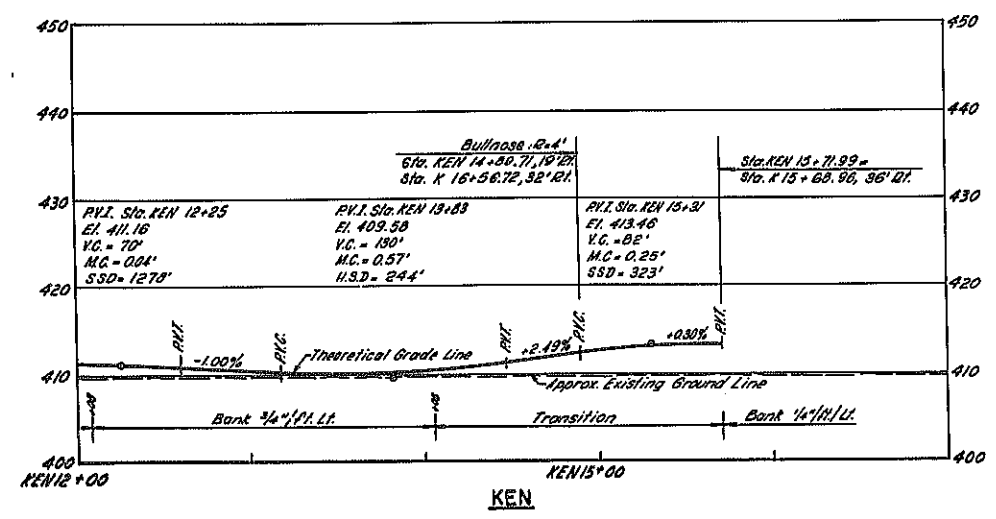 450
450
440
440
Bullnose R=4'
Sta. KEN 14+80.71, 19' Rt.
Sta. K 16+56.72, 32' Rt.
Sta. KEN 15+71.99 =
Sta. K 15+68.96, 36' Rt.
430
430
P.V.I. Sta. KEN 12+25
El. 411.16
V.C. = 70'
M.C. = 0.04'
SSD = 1278'
P.V.I. Sta. KEN 13+83
El. 409.58
V.C. = 130'
M.C. = 0.57'
H.S.D = 244'
P.V.I. Sta. KEN 15+31
El. 413.46
V.C. = 82'
M.C. = 0.25'
SSD = 323'
420
420
P.V.T.
-1.00%
P.V.C.
Theoretical Grade Line
P.V.T.
+2.49%
P.V.C.
+0.30%
P.V.T.
410
410
Approx. Existing Ground Line
+08
Bank 3/4"/ft. Lt.
+05
Transition
Bank 1/4"/ft./Lt.
400
400
KEN 12+00
KEN 15+00
KEN